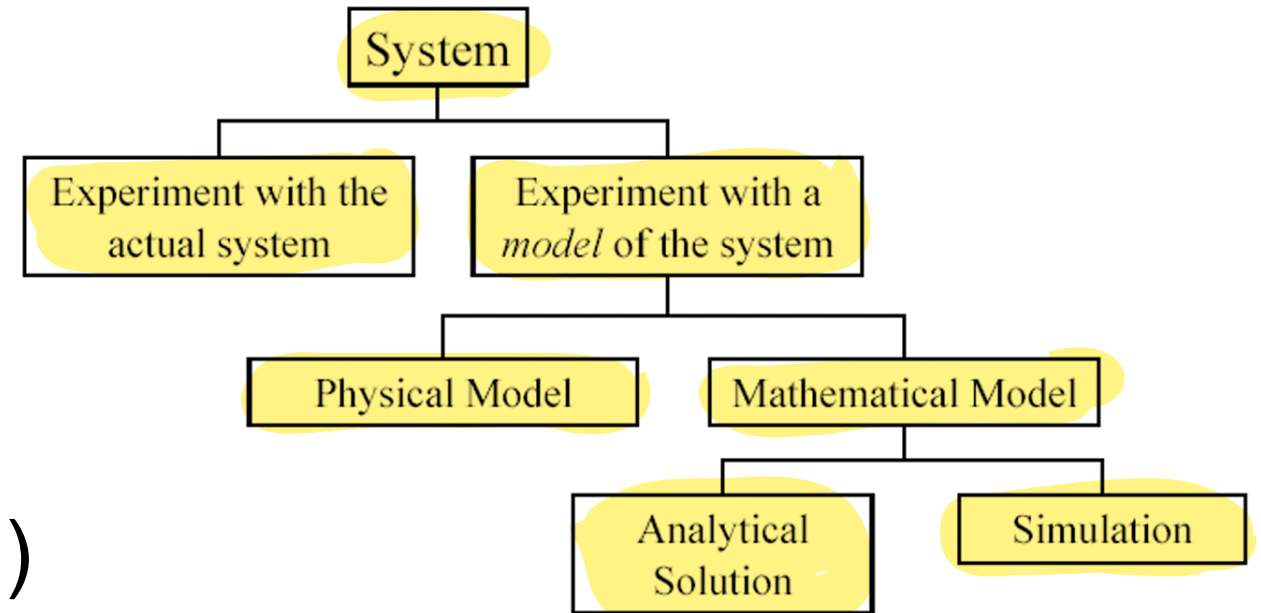 System
Experiment with the
actual system
Experiment with a
model of the system
Physical Model
Mathematical Model
Analytical
Solution
Simulation
)